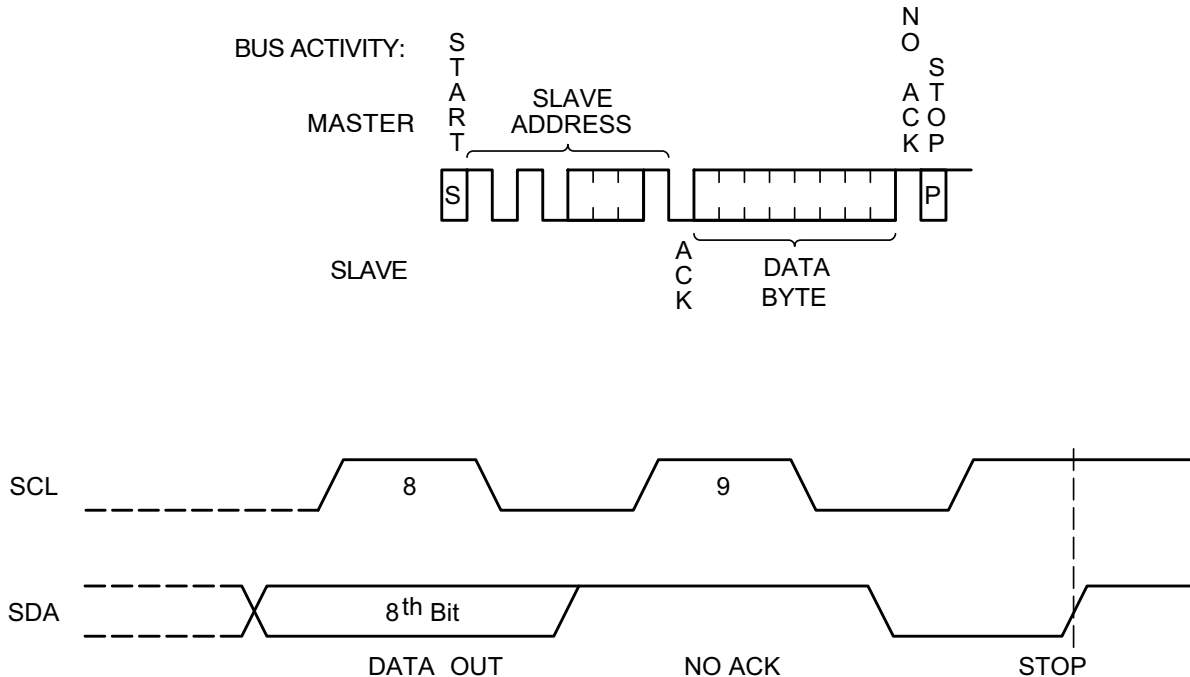 BUS ACTIVITY:
MASTER
START
SLAVE
ADDRESS
NO ACK
STOP
S
P
SLAVE
ACK
DATA
BYTE
SCL
8
9
SDA
8th Bit
DATA OUT
NO ACK
STOP